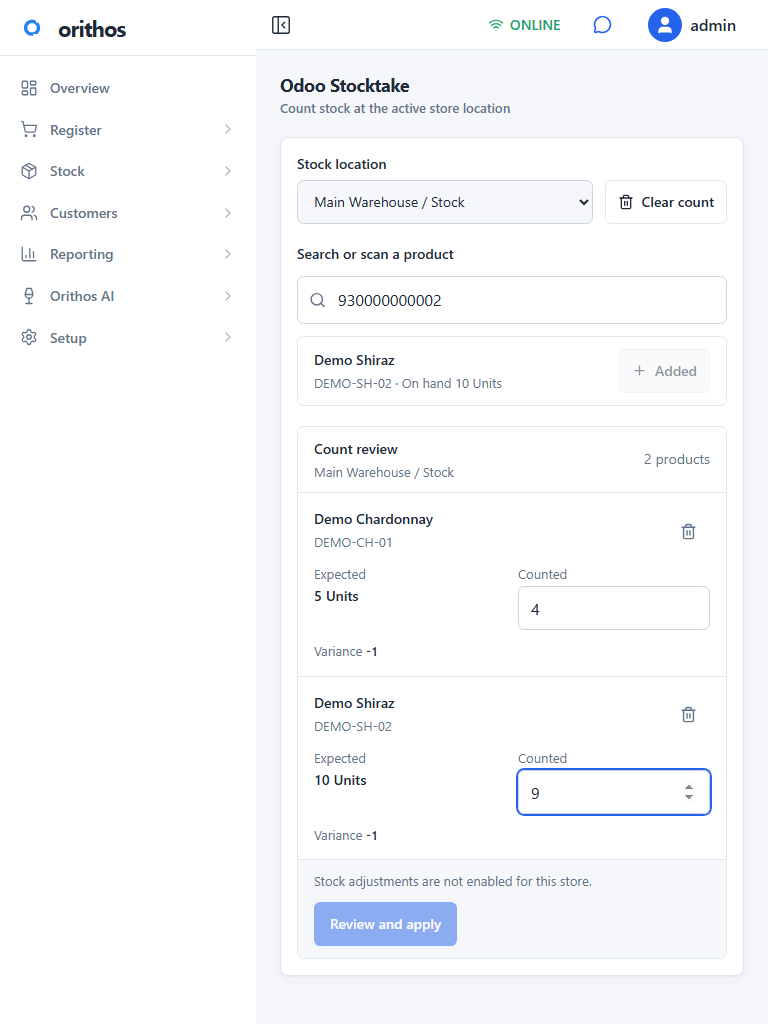 orithos
ONLINE
admin
Overview
Register
Stock
Customers
Reporting
Orithos AI
Setup
Odoo Stocktake
Count stock at the active store location
Stock location
Main Warehouse / Stock
Clear count
Search or scan a product
930000000002
Demo Shiraz
DEMO-SH-02 · On hand 10 Units
+ Added
Count review
Main Warehouse / Stock
2 products
Demo Chardonnay
DEMO-CH-01
Expected
Counted
5 Units
4
Variance -1
Demo Shiraz
DEMO-SH-02
Expected
Counted
10 Units
9
Variance -1
Stock adjustments are not enabled for this store.
Review and apply